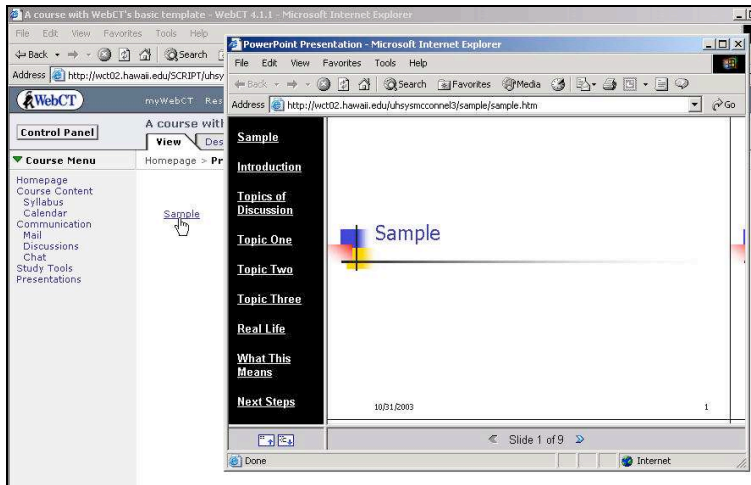 A course with WebCT's basic template - WebCT 4.1.1 - Microsoft Internet Explorer
File Edit View Favorites Tools Help
Back Search
Address http://wct02.hawaii.edu/SCRIPT/uhsy
WebCT
myWebCT Res
Control Panel
A course with
View Des
Course Menu
Homepage > Pr
Homepage
Course Content
Syllabus
Calendar
Communication
Mail
Discussions
Chat
Study Tools
Presentations
Sample
PowerPoint Presentation - Microsoft Internet Explorer
File Edit View Favorites Tools Help
Back Search Favorites Media
Address http://wct02.hawaii.edu/uhsysmcconnel3/sample/sample.htm Go
Sample
Introduction
Topics of
Discussion
Topic One
Topic Two
Topic Three
Real Life
What This
Means
Next Steps
Sample
10/31/2003 1
Slide 1 of 9
Done Internet